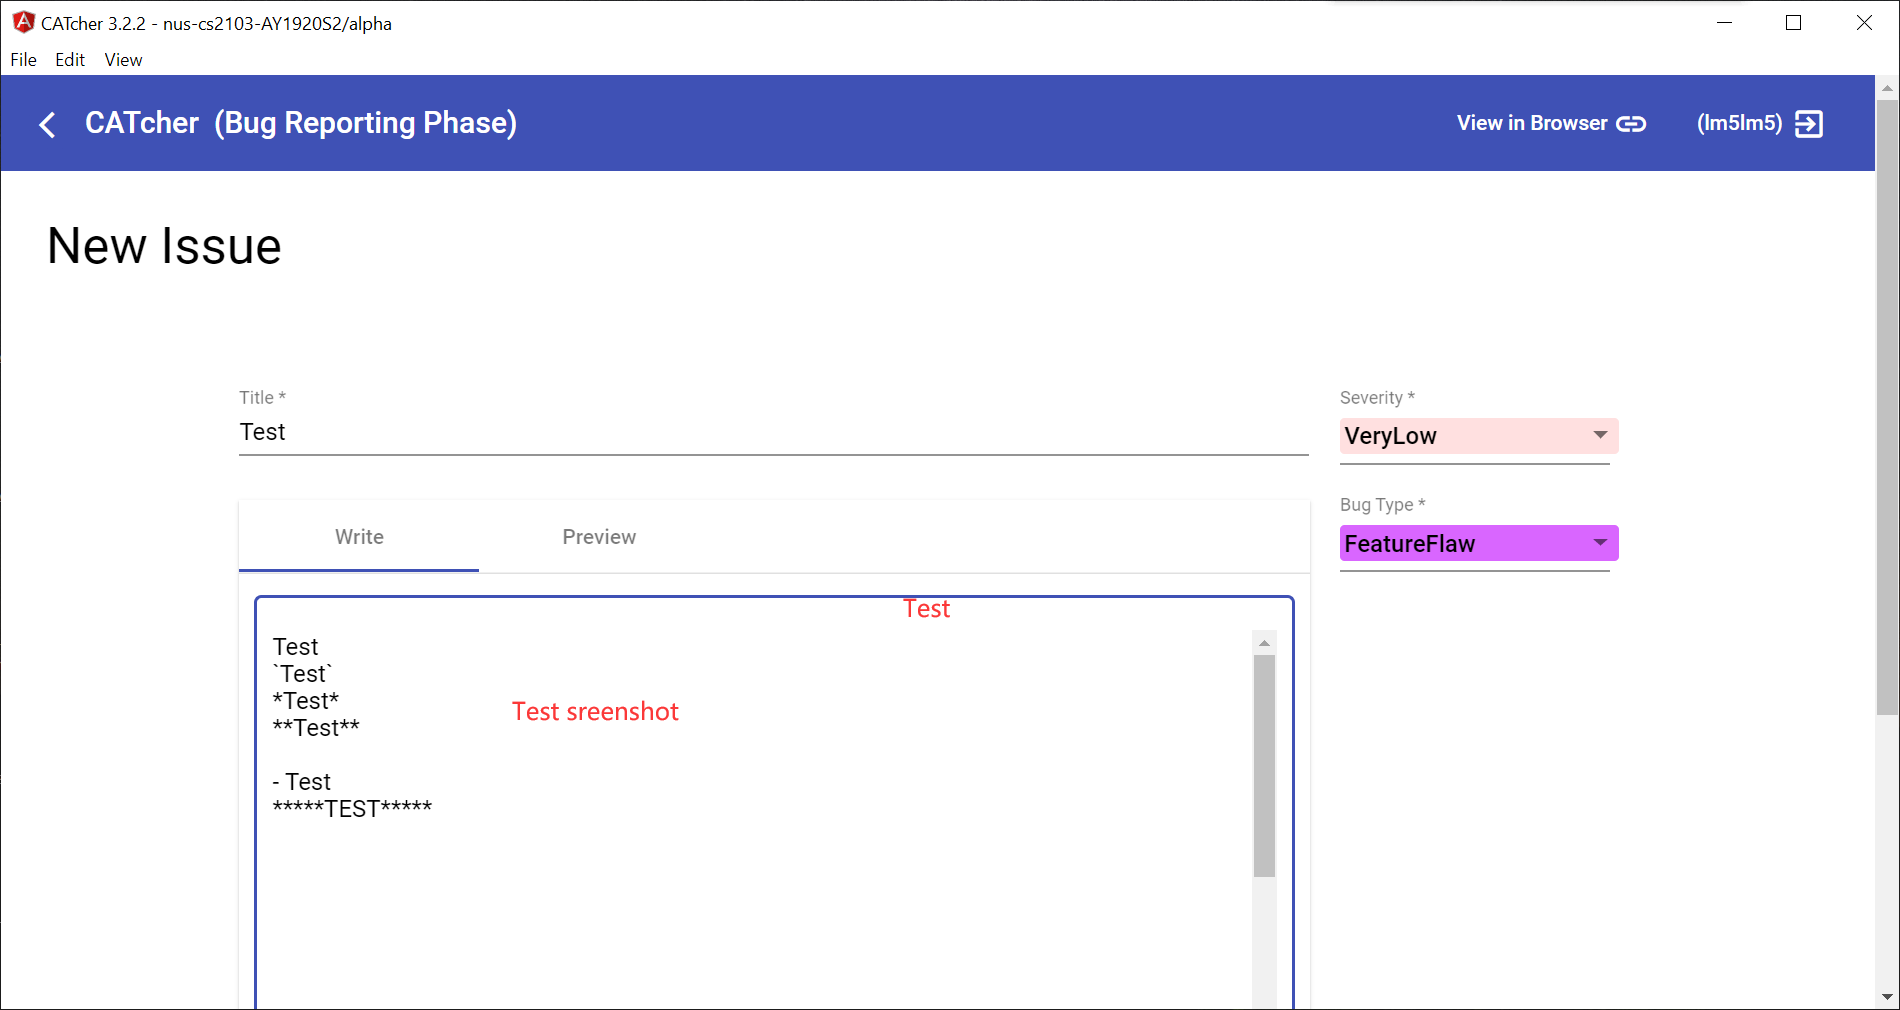 CATcher 3.2.2 - nus-cs2103-AY1920S2/alpha
File Edit View
CATcher (Bug Reporting Phase)
View in Browser
(lm5lm5)
New Issue
Title *
Test
Severity *
VeryLow
Bug Type *
FeatureFlaw
Write
Preview
Test
Test
`Test`
*Test*
Test sreenshot
**Test**
- Test
*****TEST*****